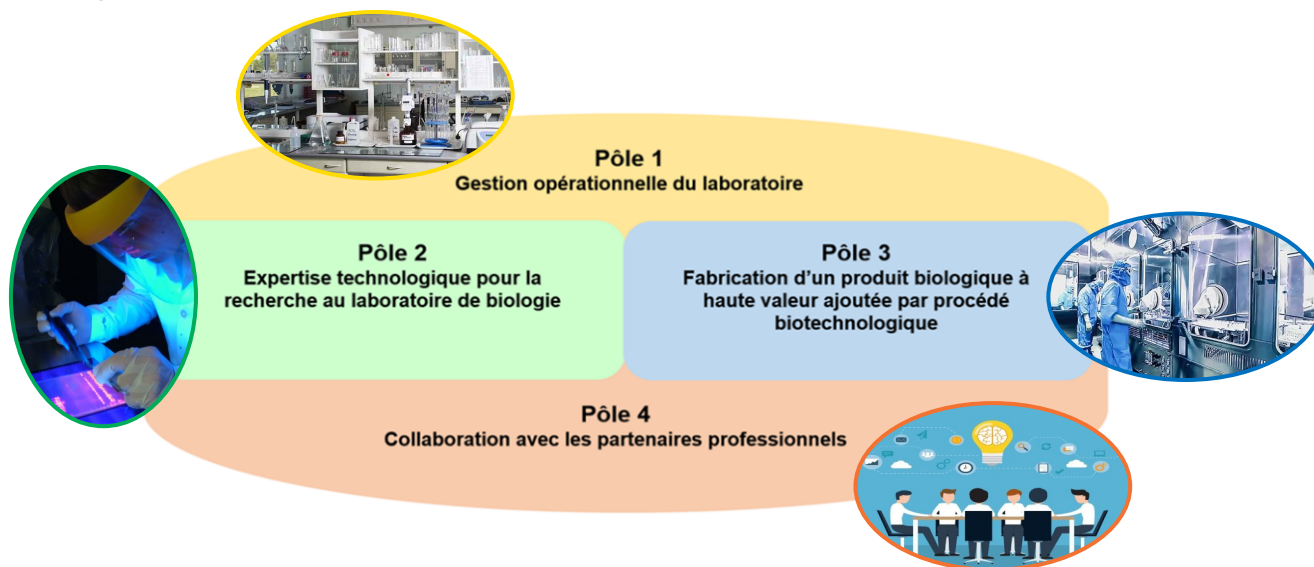 Pôle 1
Gestion opérationnelle du laboratoire
Pôle 2
Expertise technologique pour la
recherche au laboratoire de biologie
Pôle 3
Fabrication d’un produit biologique à
haute valeur ajoutée par procédé
biotechnologique
Pôle 4
Collaboration avec les partenaires professionnels